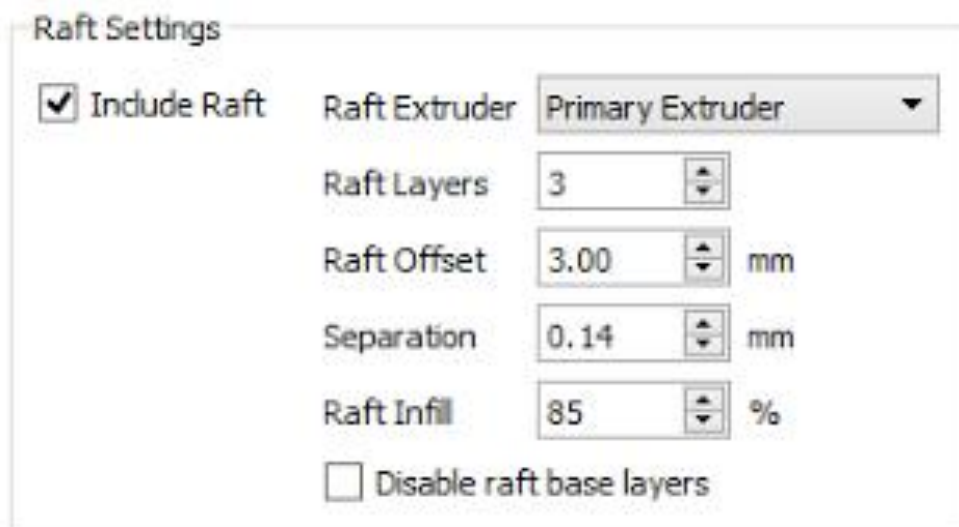 Raft Settings
Include Raft Raft Extruder Primary Extruder
Raft Layers 3
Raft Offset 3.00 mm
Separation 0.14 mm
Raft Infill 85 %
Disable raft base layers